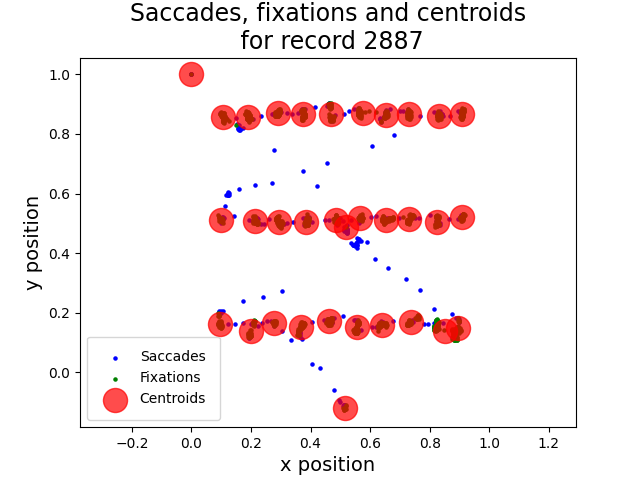 Saccades, fixations and centroids
for record 2887
1.0
0.8
0.6
0.4
0.2
0.0
y position
Saccades
Fixations
Centroids
−0.2
0.0
0.2
0.4
0.6
0.8
1.0
1.2
x position